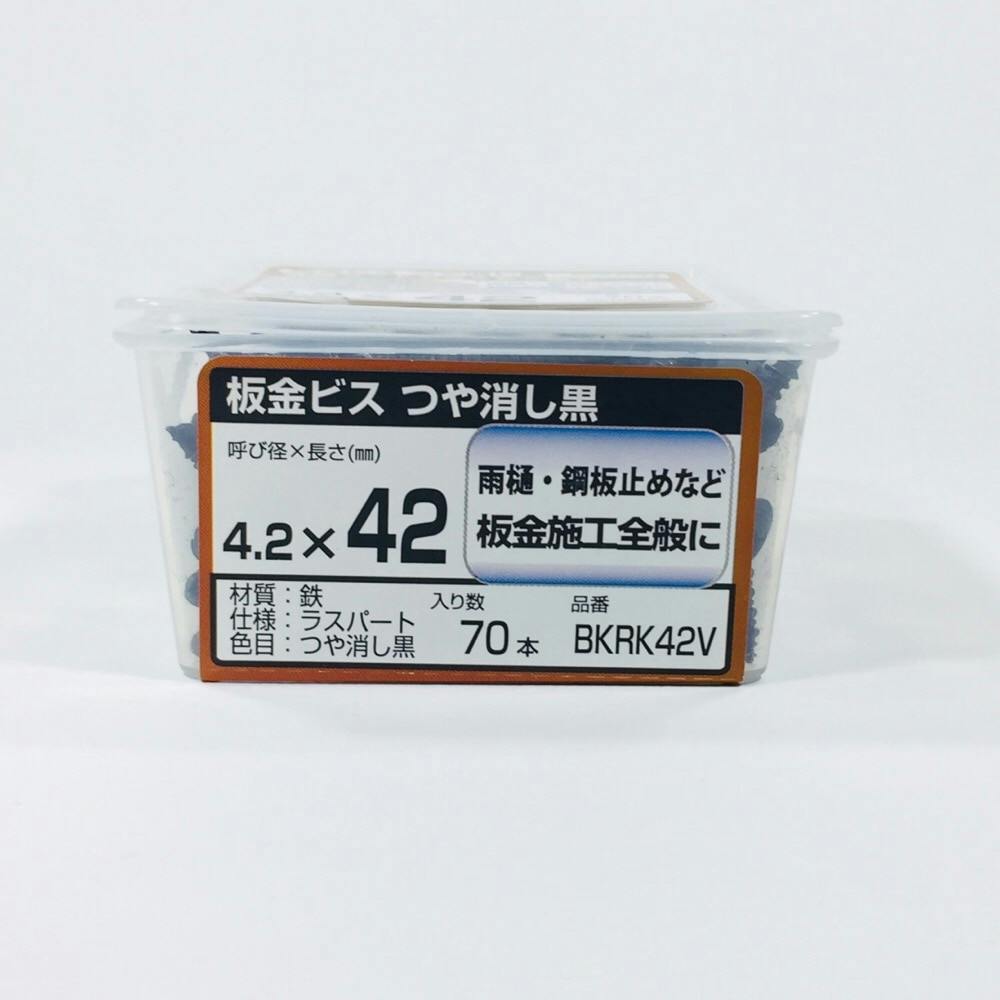 板金ビス つや消し黒
呼び径×長さ(㎜)
4.2×42
雨樋・鋼板止めなど
板金施工全般に
材質：鉄
仕様：ラスパート
色目：つや消し黒
入り数
70本
品番
BKRK42V